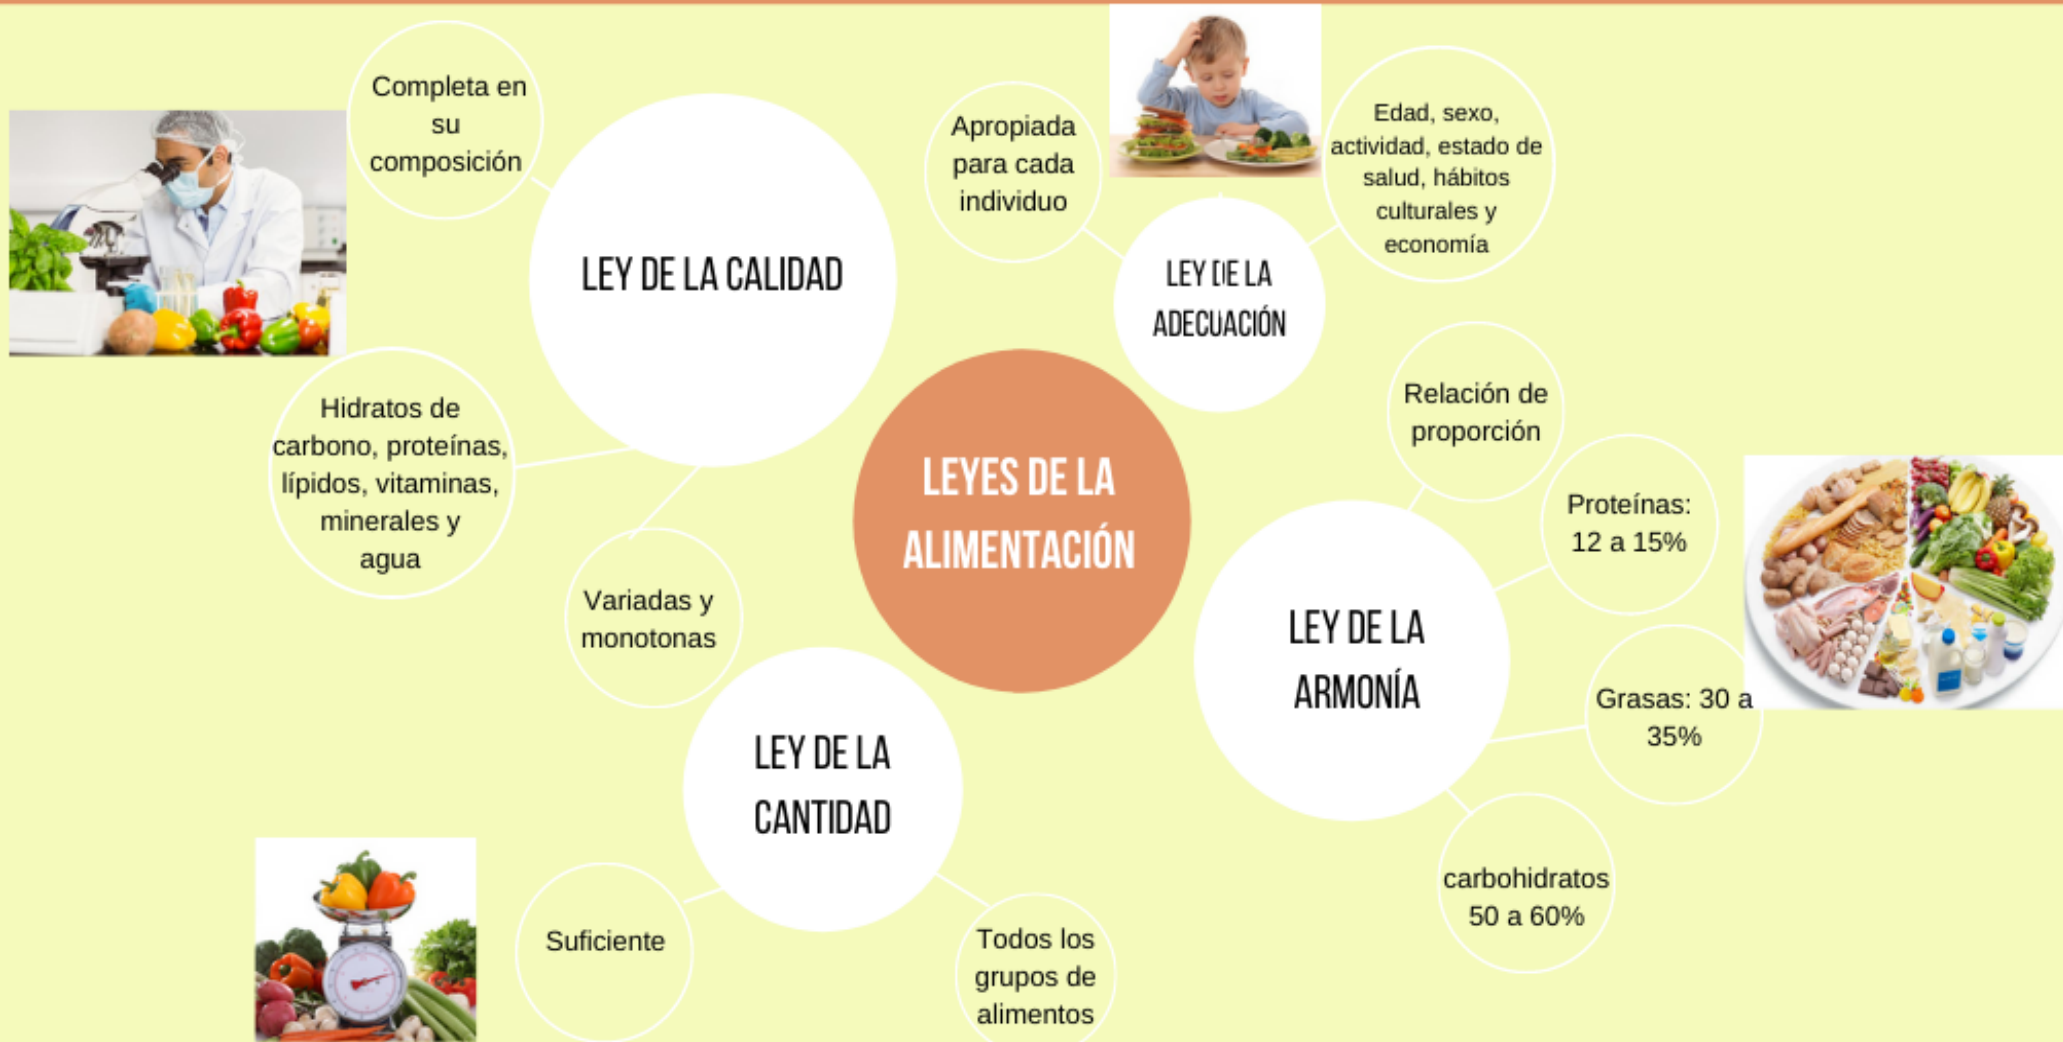 Completa en
su
composición
LEY DE LA CALIDAD
Hidratos de
carbono, proteínas,
lípidos, vitaminas,
minerales y
agua
Variadas y
monotonas
Apropiada
para cada
individuo
Edad, sexo,
actividad, estado de
salud, hábitos
culturales y
economía
LEY DE LA
ADECUACIÓN
LEYES DE LA
ALIMENTACIÓN
Relación de
proporción
Proteínas:
12 a 15%
LEY DE LA
ARMONÍA
Grasas: 30 a
35%
carbohidratos
50 a 60%
LEY DE LA
CANTIDAD
Suficiente
Todos los
grupos de
alimentos